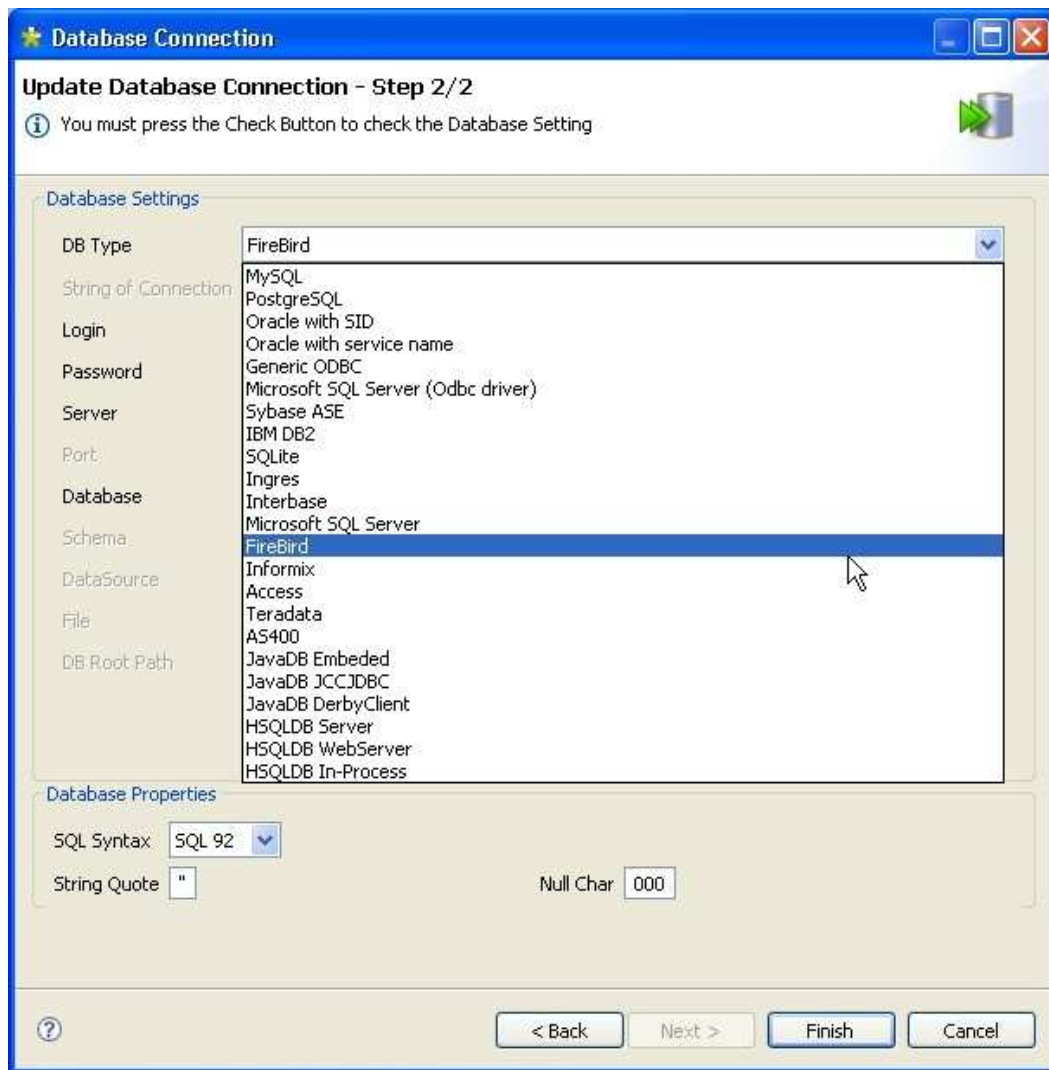 Database Connection
Update Database Connection - Step 2/2
You must press the Check Button to check the Database Setting
Database Settings
DB Type FireBird
String of Connection
Login
Password
Server
Port
Database
Schema
DataSource
File
DB Root Path
MySQL
PostgreSQL
Oracle with SID
Oracle with service name
Generic ODBC
Microsoft SQL Server (Odbc driver)
Sybase ASE
IBM DB2
SQLite
Ingres
Interbase
Microsoft SQL Server
FireBird
Informix
Access
Teradata
AS400
JavaDB Embeded
JavaDB JCCJDBC
JavaDB DerbyClient
HSQLDB Server
HSQLDB WebServer
HSQLDB In-Process
Database Properties
SQL Syntax SQL 92
String Quote " Null Char 000
? < Back Next > Finish Cancel